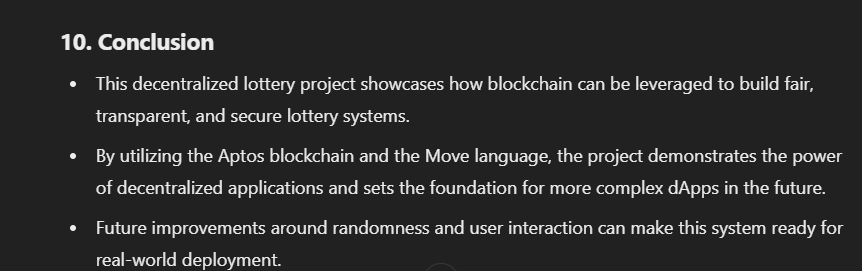 10. Conclusion
• This decentralized lottery project showcases how blockchain can be leveraged to build fair,
transparent, and secure lottery systems.
• By utilizing the Aptos blockchain and the Move language, the project demonstrates the power
of decentralized applications and sets the foundation for more complex dApps in the future.
• Future improvements around randomness and user interaction can make this system ready for
real-world deployment.